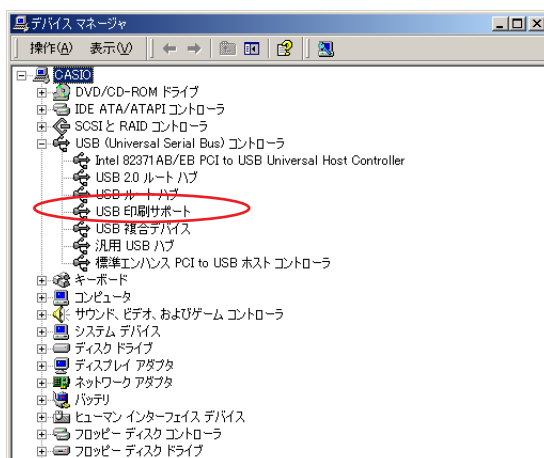 デバイス マネージャ
操作(A) 表示(V)
CASIO
DVD/CD-ROM ドライブ
IDE ATA/ATAPI コントローラ
SCSI と RAID コントローラ
USB (Universal Serial Bus) コントローラ
Intel 82371AB/EB PCI to USB Universal Host Controller
USB 2.0 ルート ハブ
USB ルート ハブ
USB 印刷サポート
USB 複合デバイス
汎用 USB ハブ
標準エンハンス PCI to USB ホスト コントローラ
キーボード
コンピュータ
サウンド、ビデオ、およびゲーム コントローラ
システム デバイス
ディスク ドライブ
ディスプレイ アダプタ
ネットワーク アダプタ
バッテリ
ヒューマン インターフェイス デバイス
フロッピー ディスク コントローラ
フロッピー ディスク ドライブ